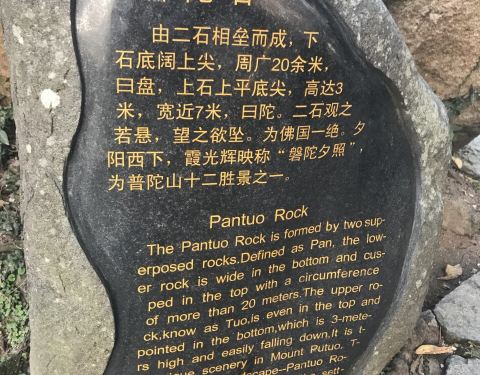 由二石相垒而成，下
石底阔上尖，周广20余米，
曰盘，上石上平底尖，高达3
米，宽近7米，曰陀。二石观之
若悬，望之欲坠。为佛国一绝。夕
阳西下，霞光辉映称“磐陀夕照”，
为普陀山十二胜景之一。
Pantuo Rock
The Pantuo Rock is formed by two sup-
erposed rocks.Defined as Pan, the low-
er rock is wide in the bottom and cus-
ped in the top with a circumference
of more than 20 meters.The upper ro-
ck,know as Tuo,is even in the top and
pointed in the bottom,which is 3-mete-
rs high and easily falling down.It is t-
scenery in Mount Putuo. T-
scape--Pantuo Ro-
sett-